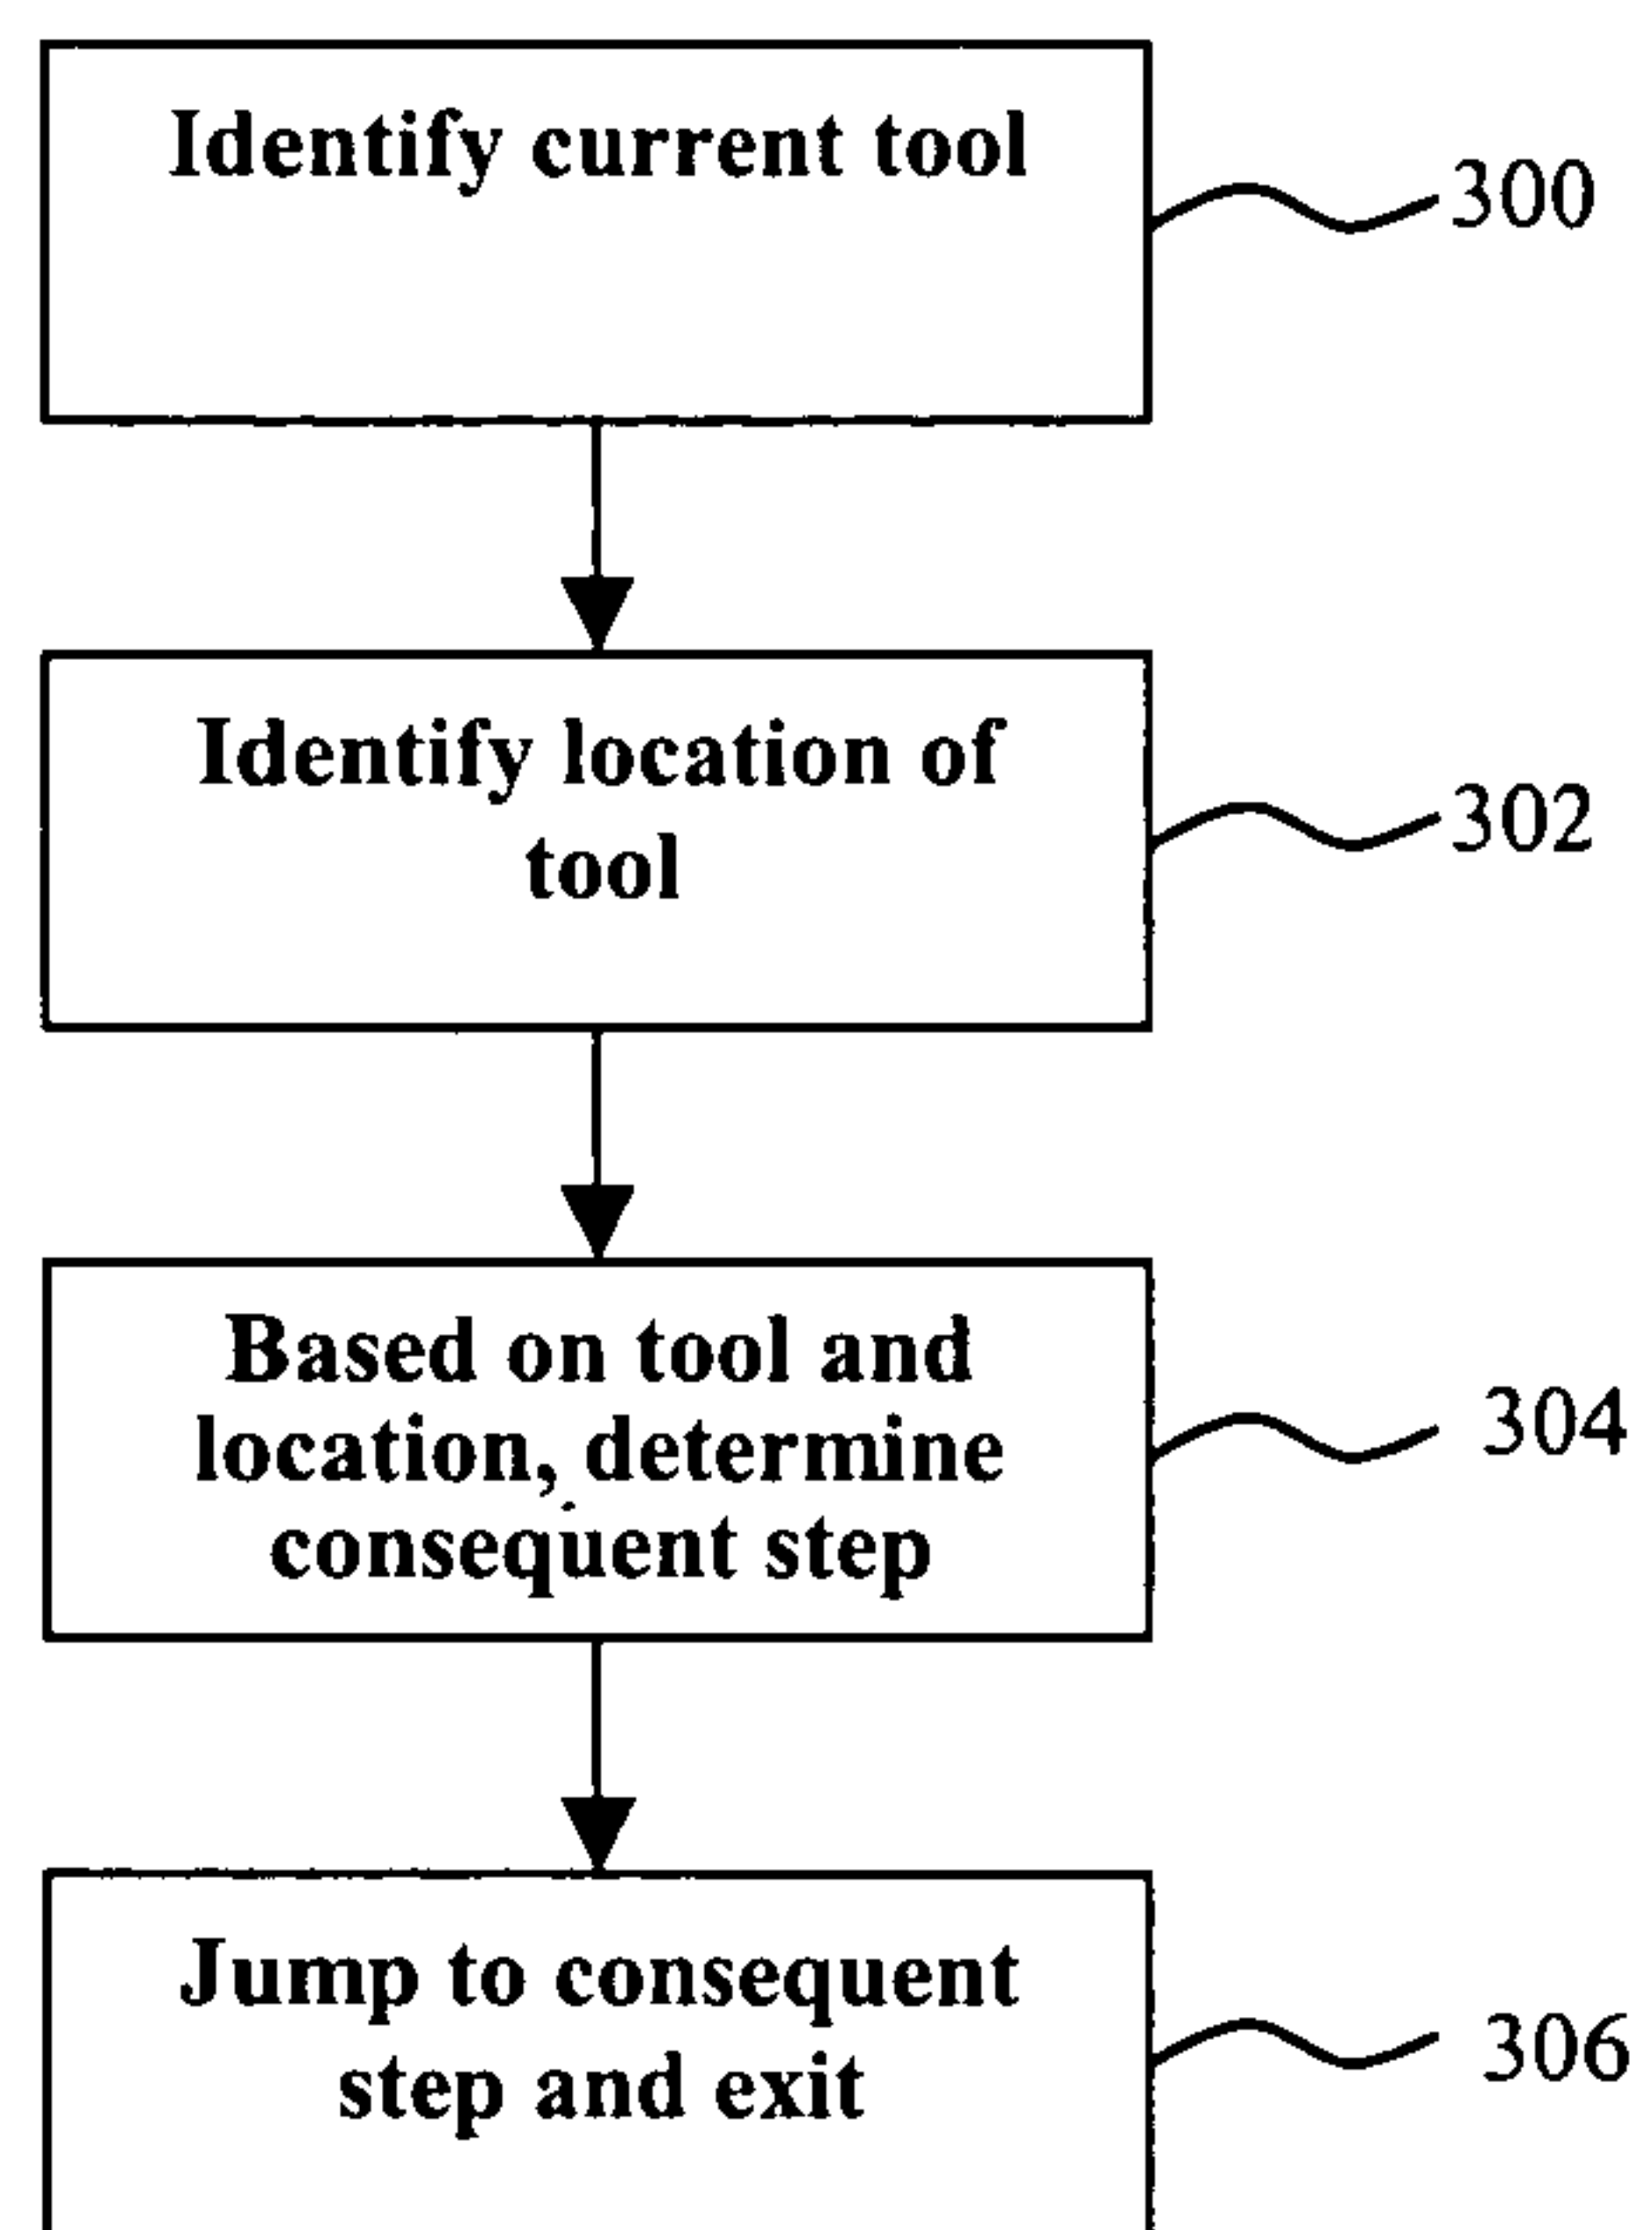 Identify current tool
300
Identify location of
tool
302
Based on tool and
location, determine
consequent step
304
Jump to consequent
step and exit
306